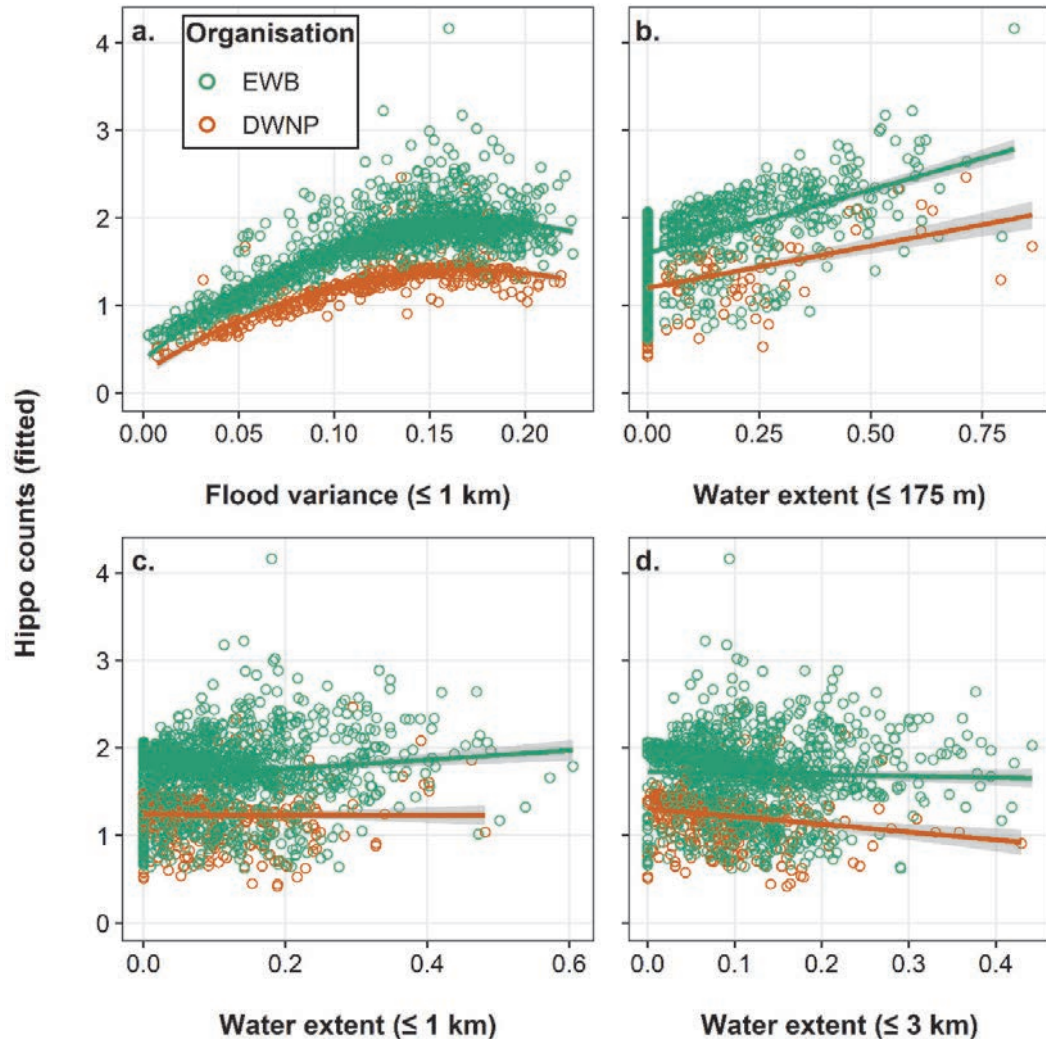 a.
Organisation
EWB
DWNP
b.
4
3
2
1
0
0.00 0.05 0.10 0.15 0.20
0.00 0.25 0.50 0.75
Flood variance (≤ 1 km)
Water extent (≤ 175 m)
Hippo counts (fitted)
c.
d.
4
3
2
1
0
0.0 0.2 0.4 0.6
0.0 0.1 0.2 0.3 0.4
Water extent (≤ 1 km)
Water extent (≤ 3 km)